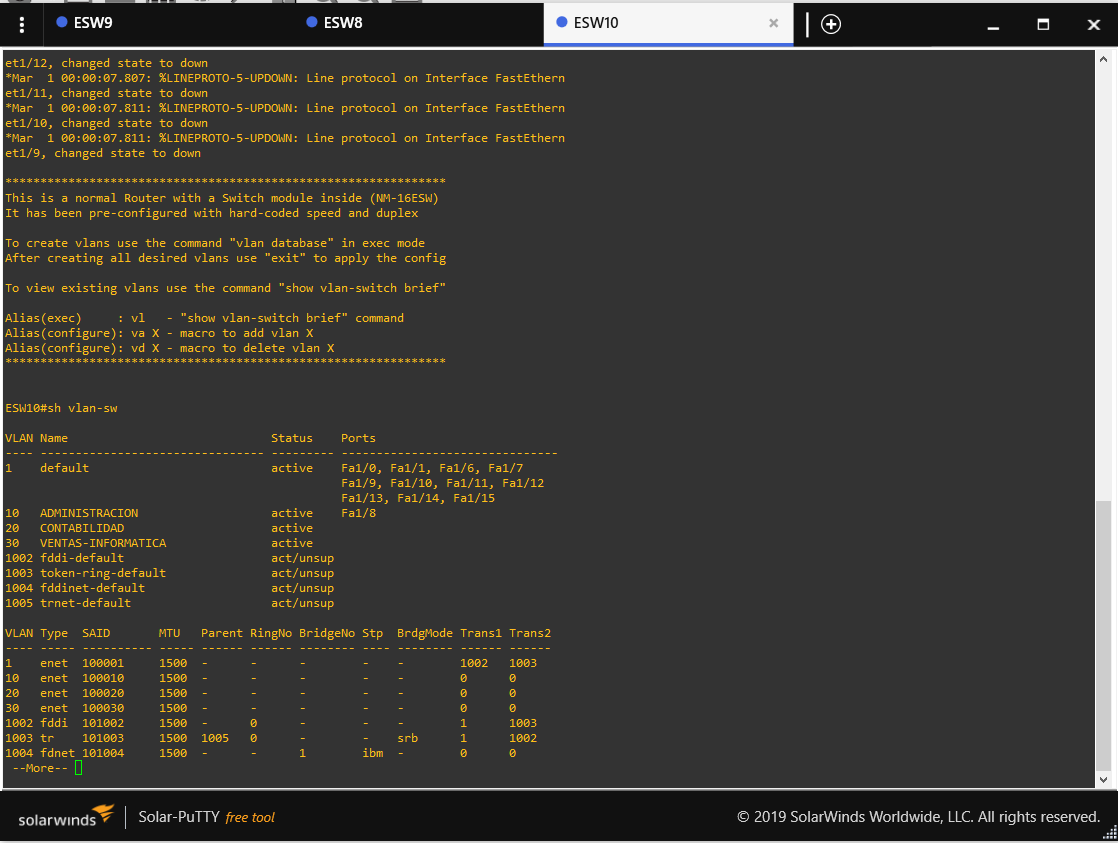 ESW9 ESW8 ESW10
et1/12, changed state to down
*Mar  1 00:00:07.807: %LINEPROTO-5-UPDOWN: Line protocol on Interface FastEthern
et1/11, changed state to down
*Mar  1 00:00:07.811: %LINEPROTO-5-UPDOWN: Line protocol on Interface FastEthern
et1/10, changed state to down
*Mar  1 00:00:07.811: %LINEPROTO-5-UPDOWN: Line protocol on Interface FastEthern
et1/9, changed state to down
***************************************************************
This is a normal Router with a Switch module inside (NM-16ESW)
It has been pre-configured with hard-coded speed and duplex
To create vlans use the command "vlan database" in exec mode
After creating all desired vlans use "exit" to apply the config
To view existing vlans use the command "show vlan-switch brief"
Alias(exec)     : vl   - "show vlan-switch brief" command
Alias(configure): va X - macro to add vlan X
Alias(configure): vd X - macro to delete vlan X
***************************************************************
ESW10#sh vlan-sw
VLAN Name                             Status    Ports
---- -------------------------------- --------- -------------------------------
1    default                          active    Fa1/0, Fa1/1, Fa1/6, Fa1/7
                                                Fa1/9, Fa1/10, Fa1/11, Fa1/12
                                                Fa1/13, Fa1/14, Fa1/15
10   ADMINISTRACION                   active    Fa1/8
20   CONTABILIDAD                     active
30   VENTAS-INFORMATICA               active
1002 fddi-default                     act/unsup
1003 token-ring-default               act/unsup
1004 fddinet-default                  act/unsup
1005 trnet-default                    act/unsup
VLAN Type  SAID       MTU   Parent RingNo BridgeNo Stp  BrdgMode Trans1 Trans2
---- ----- ---------- ----- ------ ------ -------- ---- -------- ------ ------
1    enet  100001     1500  -      -      -        -    -        1002   1003
10   enet  100010     1500  -      -      -        -    -        0      0
20   enet  100020     1500  -      -      -        -    -        0      0
30   enet  100030     1500  -      -      -        -    -        0      0
1002 fddi  101002     1500  -      0      -        -    -        1      1003
1003 tr    101003     1500  1005   0      -        -    srb      1      1002
1004 fdnet 101004     1500  -      -      1        ibm  -        0      0
 --More--
solarwinds Solar-PuTTY free tool © 2019 SolarWinds Worldwide, LLC. All rights reserved.